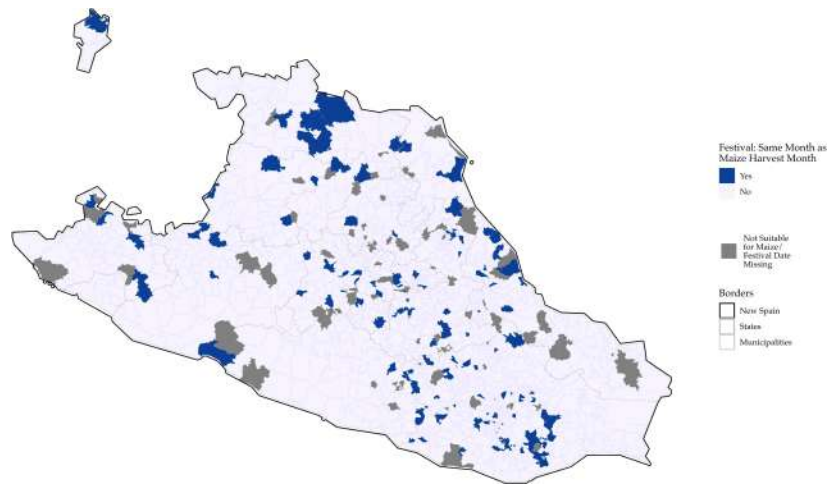 Festival: Same Month as
Maize Harvest Month
Yes
No
Not Suitable
for Maize/
Festival Date
Missing
Borders
New Spain
States
Municipalities